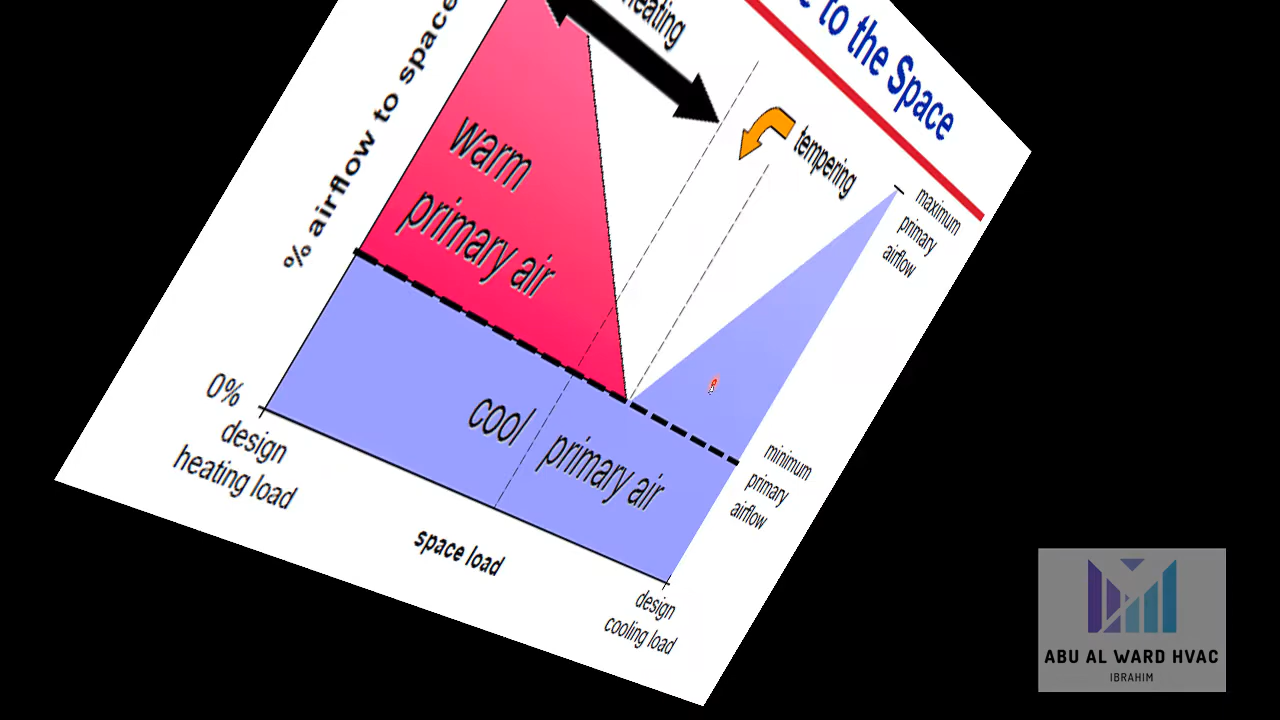 e to the Space
heating
% airflow to space
tempering
warm
primary air
maximum
primary
airflow
cool primary air
minimum
primary
airflow
0%
design
heating load
space load
design
cooling load
ABU AL WARD HVAC
IBRAHIM